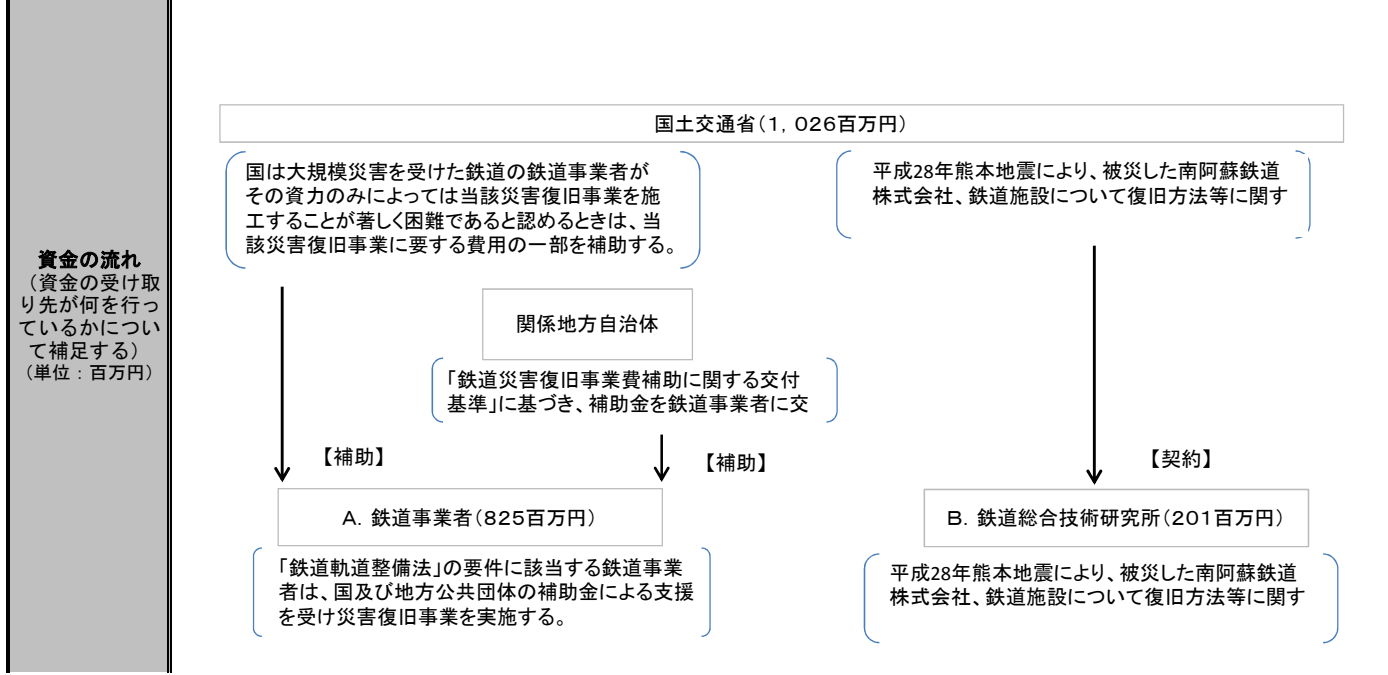 資金の流れ
（資金の受け取
り先が何を行っ
ているかについ
て補足する）
（単位：百万円）
国土交通省（１，０２６百万円）
国は大規模災害を受けた鉄道の鉄道事業者が
その資力のみによっては当該災害復旧事業を施
工することが著しく困難であると認めるときは、当
該災害復旧事業に要する費用の一部を補助する。
平成28年熊本地震により、被災した南阿蘇鉄道
株式会社、鉄道施設について復旧方法等に関す
関係地方自治体
「鉄道災害復旧事業費補助に関する交付
基準」に基づき、補助金を鉄道事業者に交
【補助】
【補助】
【契約】
Ａ．鉄道事業者（８２５百万円）
「鉄道軌道整備法」の要件に該当する鉄道事業
者は、国及び地方公共団体の補助金による支援
を受け災害復旧事業を実施する。
Ｂ．鉄道総合技術研究所（２０１百万円）
平成28年熊本地震により、被災した南阿蘇鉄道
株式会社、鉄道施設について復旧方法等に関す